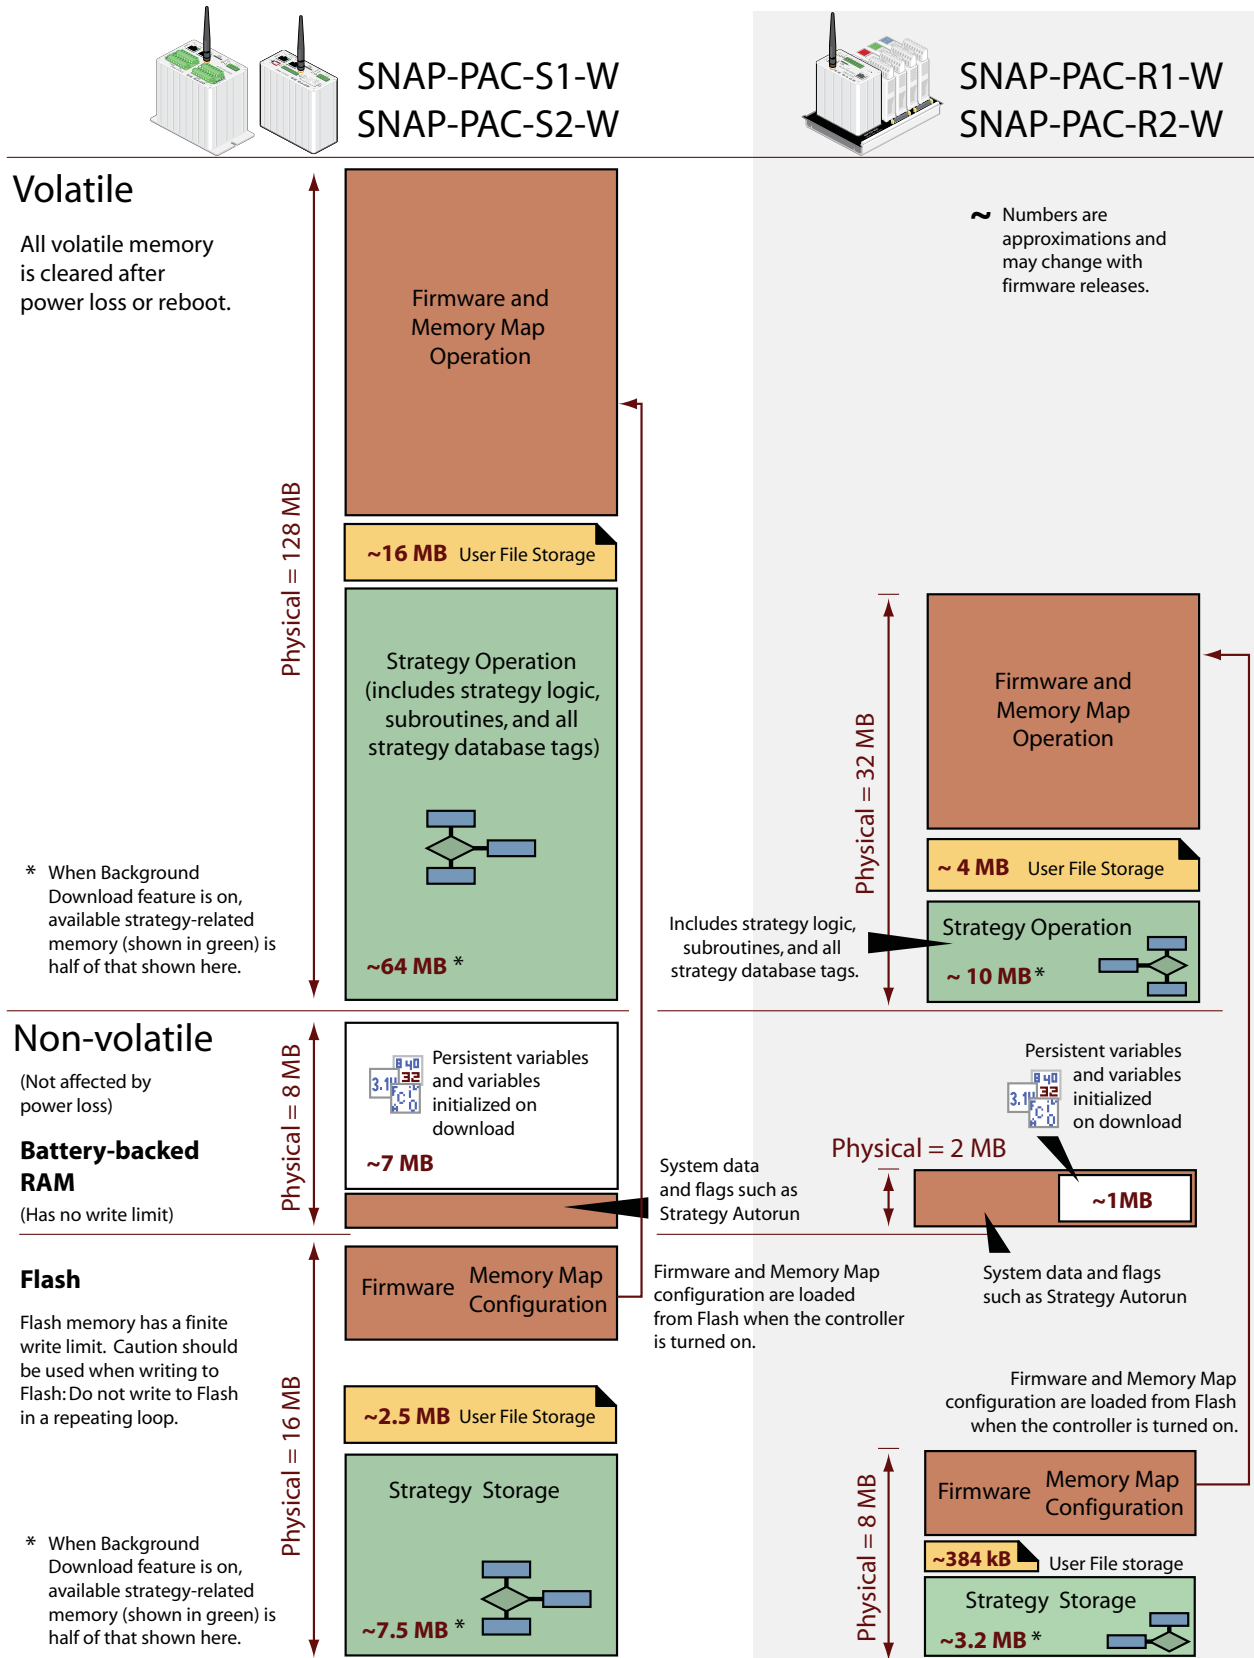 SNAP-PAC-S1-W
SNAP-PAC-S2-W
SNAP-PAC-R1-W
SNAP-PAC-R2-W
Volatile
All volatile memory
is cleared after
power loss or reboot.
~ Numbers are
approximations and
may change with
firmware releases.
Physical = 128 MB
Firmware and
Memory Map
Operation
~16 MB User File Storage
Strategy Operation
(includes strategy logic,
subroutines, and all
strategy database tags)
~64 MB *
* When Background
Download feature is on,
available strategy-related
memory (shown in green) is
half of that shown here.
Physical = 32 MB
Firmware and
Memory Map
Operation
~ 4 MB User File Storage
Includes strategy logic,
subroutines, and all
strategy database tags.
Strategy Operation
~ 10 MB *
Non-volatile
(Not affected by
power loss)
Battery-backed
RAM
(Has no write limit)
Physical = 8 MB
B 40
3.14 32
F C I D
A O
Persistent variables
and variables
initialized on
download
~7 MB
System data
and flags such as
Strategy Autorun
Persistent variables
and variables
initialized
on download
B 40
3.14 32
F C I D
A O
Physical = 2 MB
~1MB
System data and flags
such as Strategy Autorun
Flash
Flash memory has a finite
write limit. Caution should
be used when writing to
Flash: Do not write to Flash
in a repeating loop.
Physical = 16 MB
Firmware Memory Map
Configuration
Firmware and Memory Map
configuration are loaded
from Flash when the controller
is turned on.
~2.5 MB User File Storage
Strategy Storage
~7.5 MB *
* When Background
Download feature is on,
available strategy-related
memory (shown in green) is
half of that shown here.
Firmware and Memory Map
configuration are loaded from Flash
when the controller is turned on.
Physical = 8 MB
Firmware Memory Map
Configuration
~384 kB User File storage
Strategy Storage
~3.2 MB *